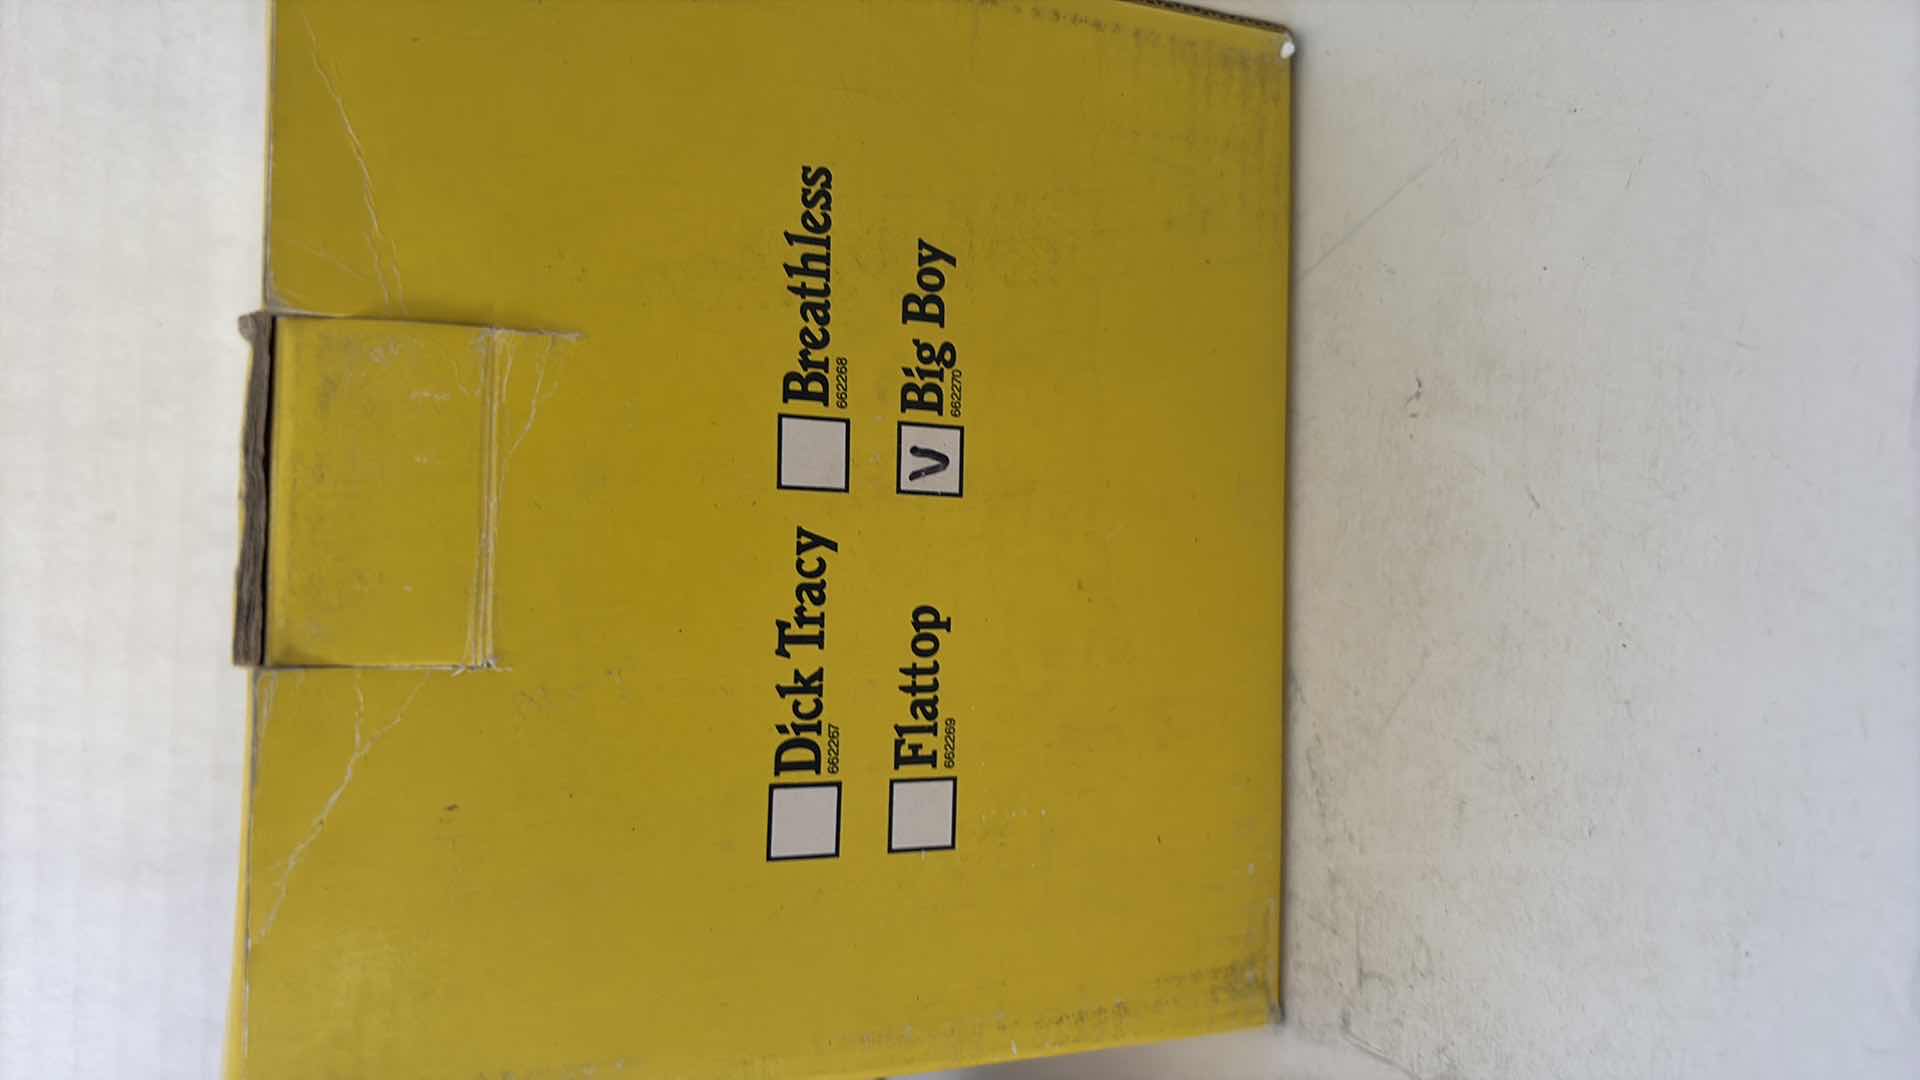 Dick Tracy
662267
Breathless
662268
Flattop
662269
V Big Boy
662270